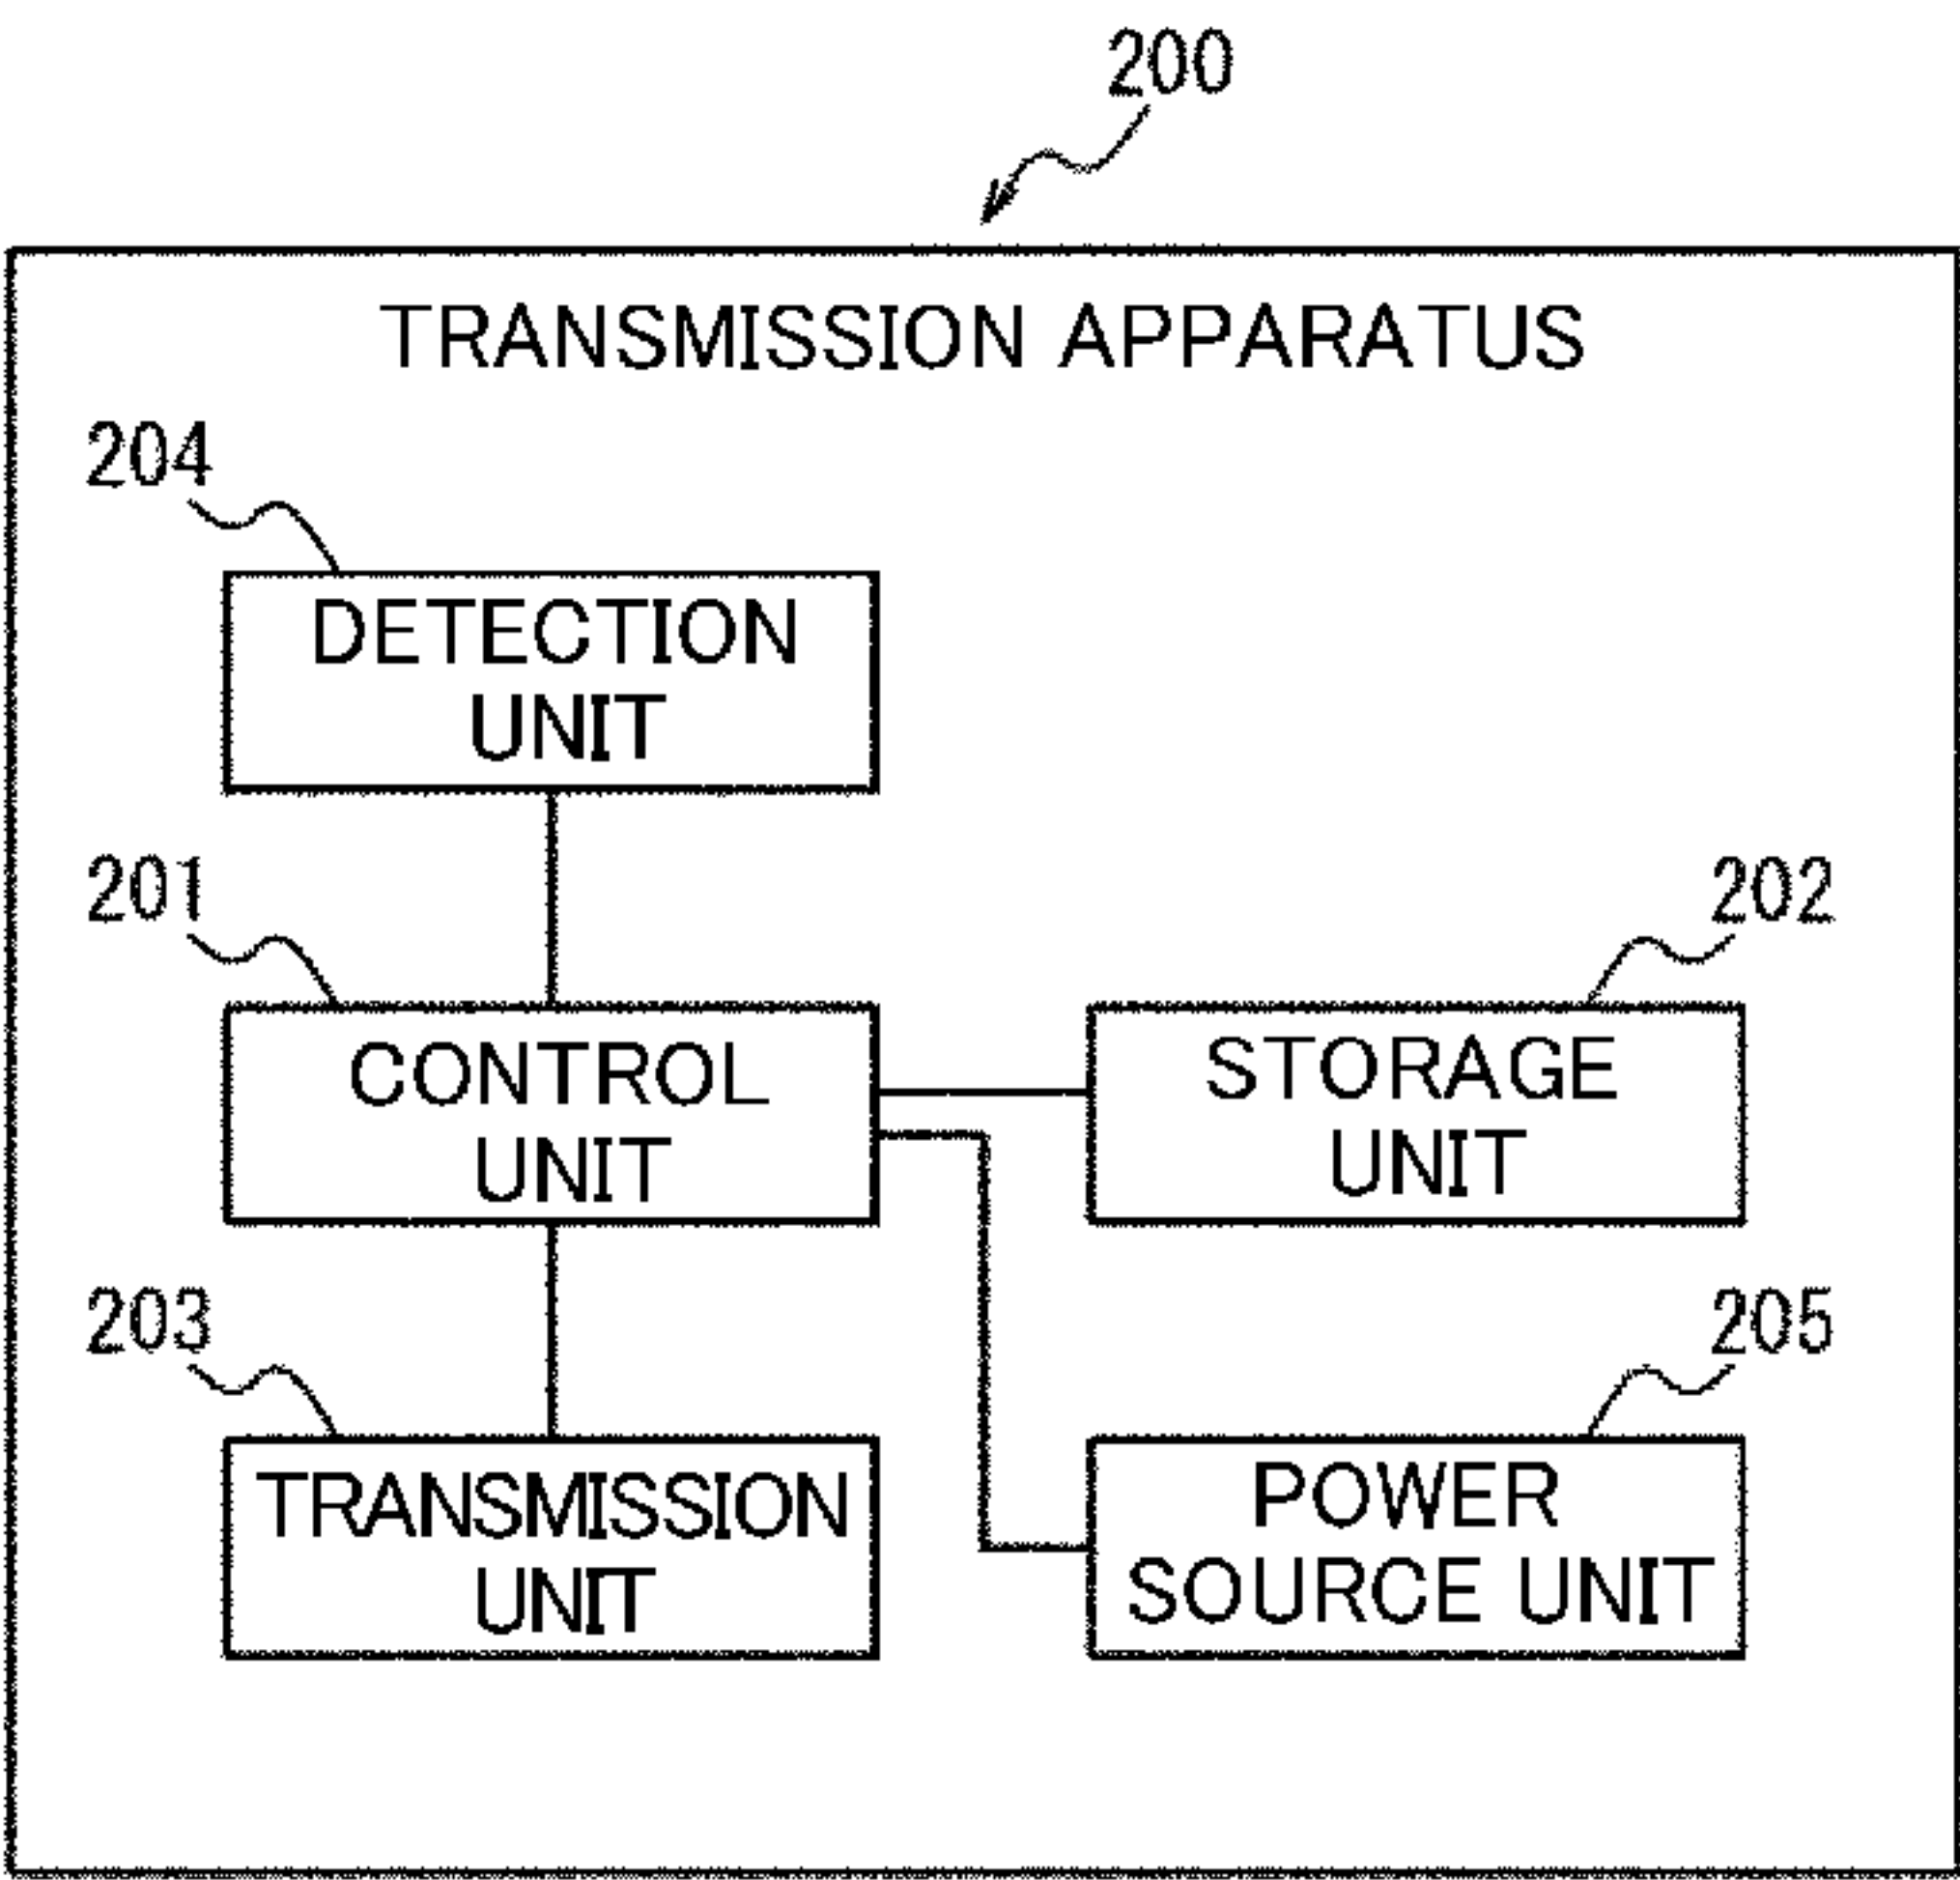 200
TRANSMISSION APPARATUS
204
DETECTION
UNIT
201
202
CONTROL
UNIT
STORAGE
UNIT
203
205
TRANSMISSION
UNIT
POWER
SOURCE UNIT